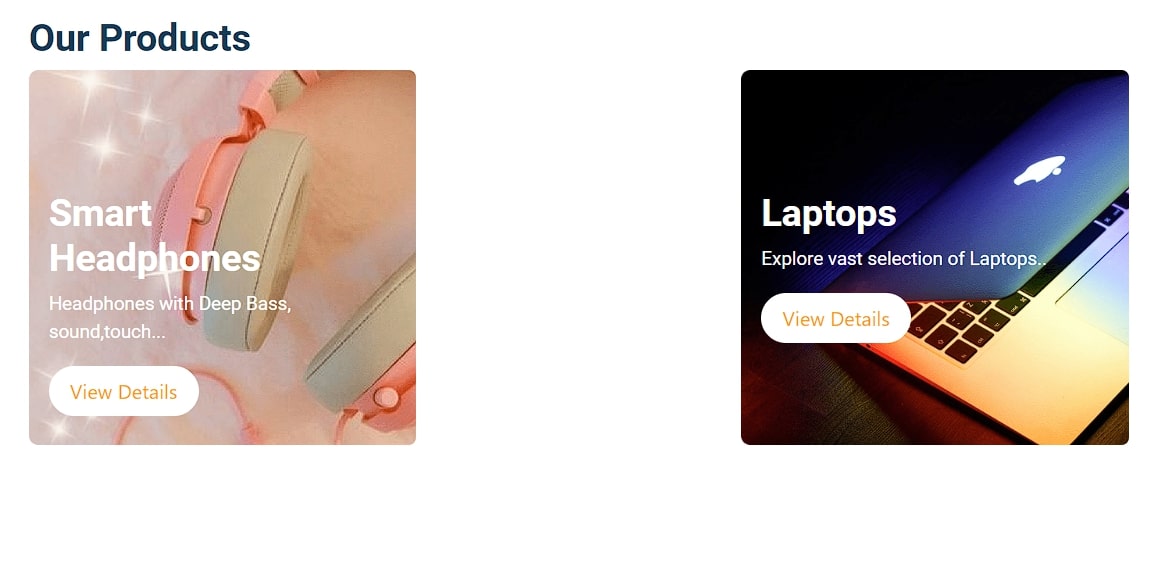 Our Products
Smart
Headphones
Headphones with Deep Bass,
sound,touch...
View Details
Laptops
Explore vast selection of Laptops..
View Details